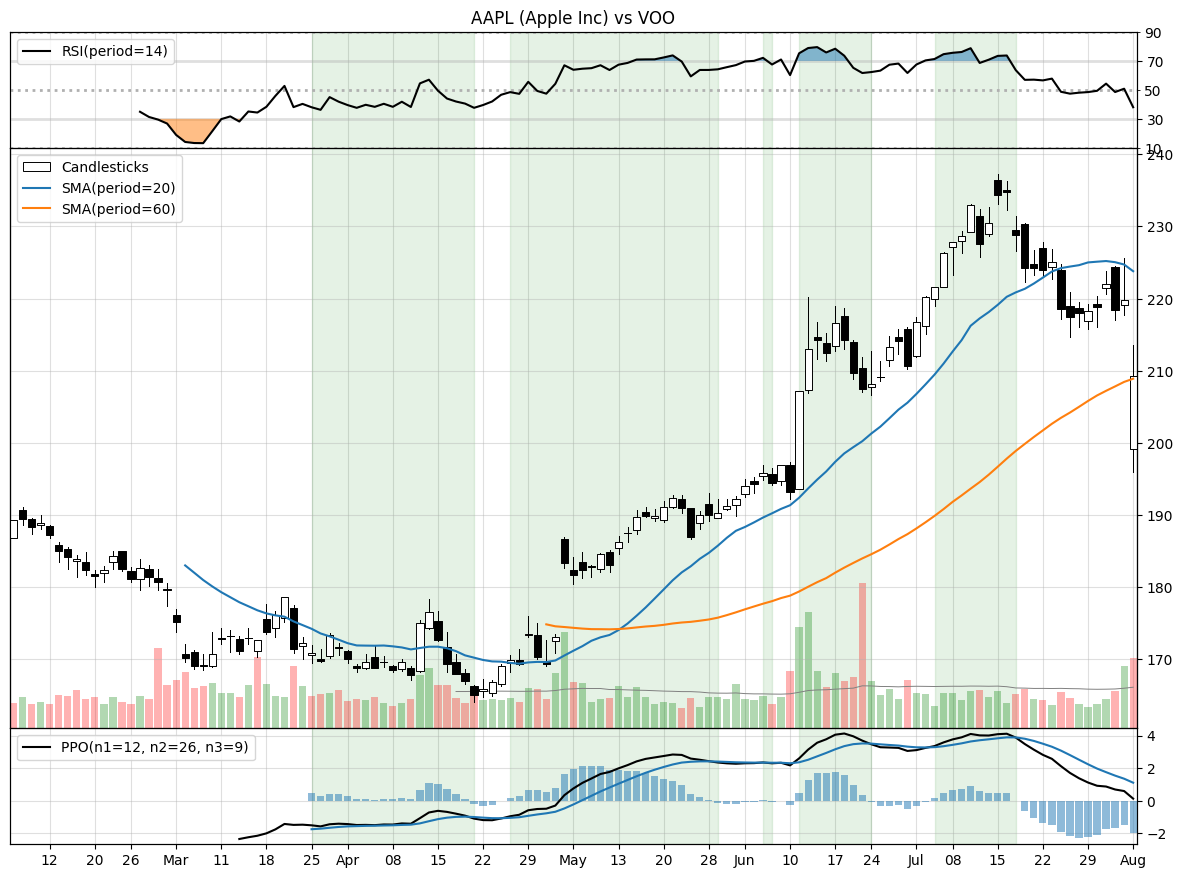 AAPL (Apple Inc) vs VOO
RSI(period=14)
90
70
50
30
10
Candlesticks
SMA(period=20)
SMA(period=60)
240
230
220
210
200
190
180
170
PPO(n1=12, n2=26, n3=9)
4
2
0
−2
12 20 26 Mar 11 18 25 Apr 08 15 22 29 May 13 20 28 Jun 10 17 24 Jul 08 15 22 29 Aug